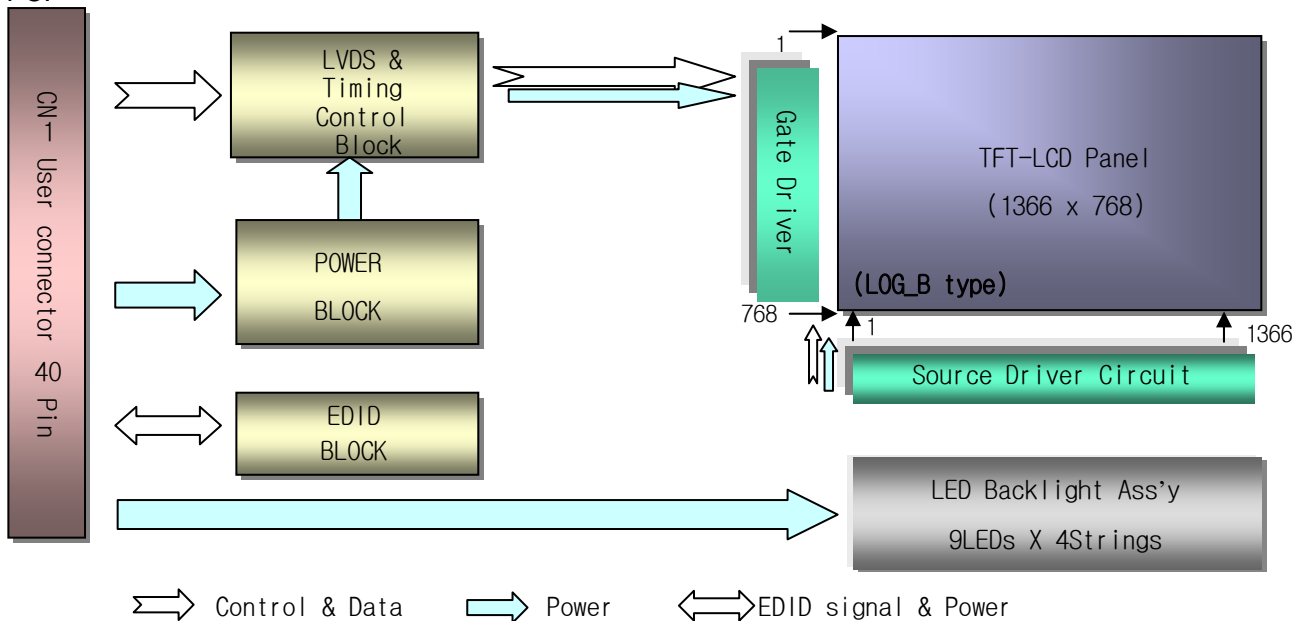 CN1- User connector 40 Pin
LVDS &
Timing
Control
Block
POWER
BLOCK
EDID
BLOCK
1
Gate Driver
768
TFT-LCD Panel
(1366 x 768)
(LOG_B type)
1
1366
Source Driver Circuit
LED Backlight Ass'y
9LEDs X 4Strings
Control & Data
Power
EDID signal & Power